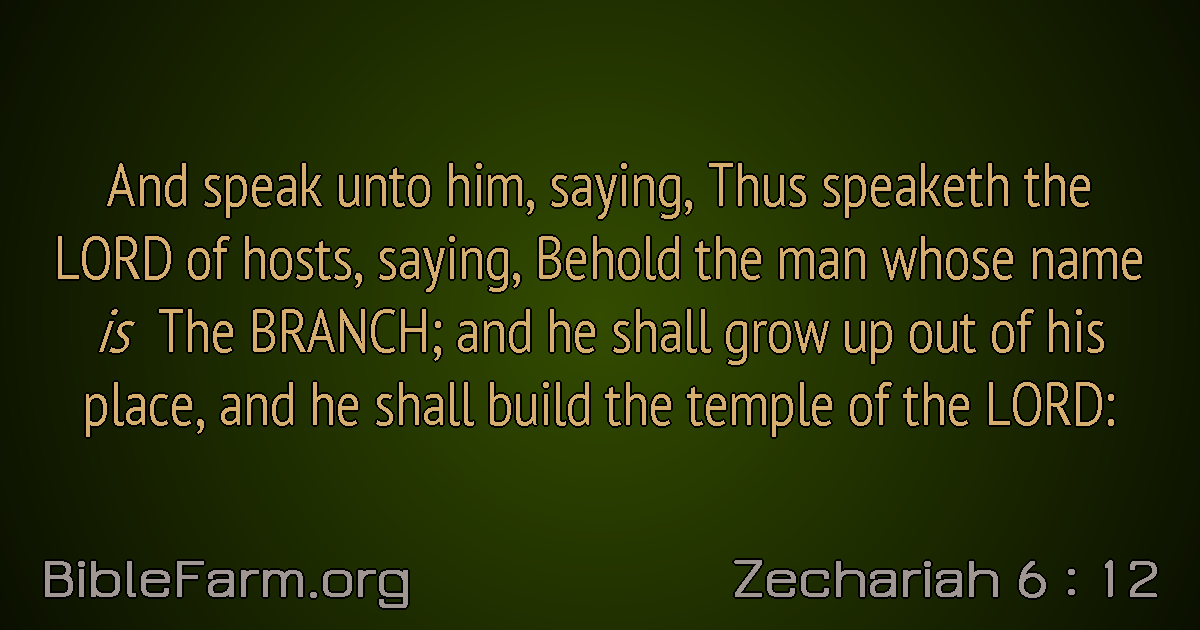 And speak unto him, saying, Thus speaketh the
LORD of hosts, saying, Behold the man whose name
is The BRANCH; and he shall grow up out of his
place, and he shall build the temple of the LORD:
BibleFarm.org
Zechariah 6 : 12